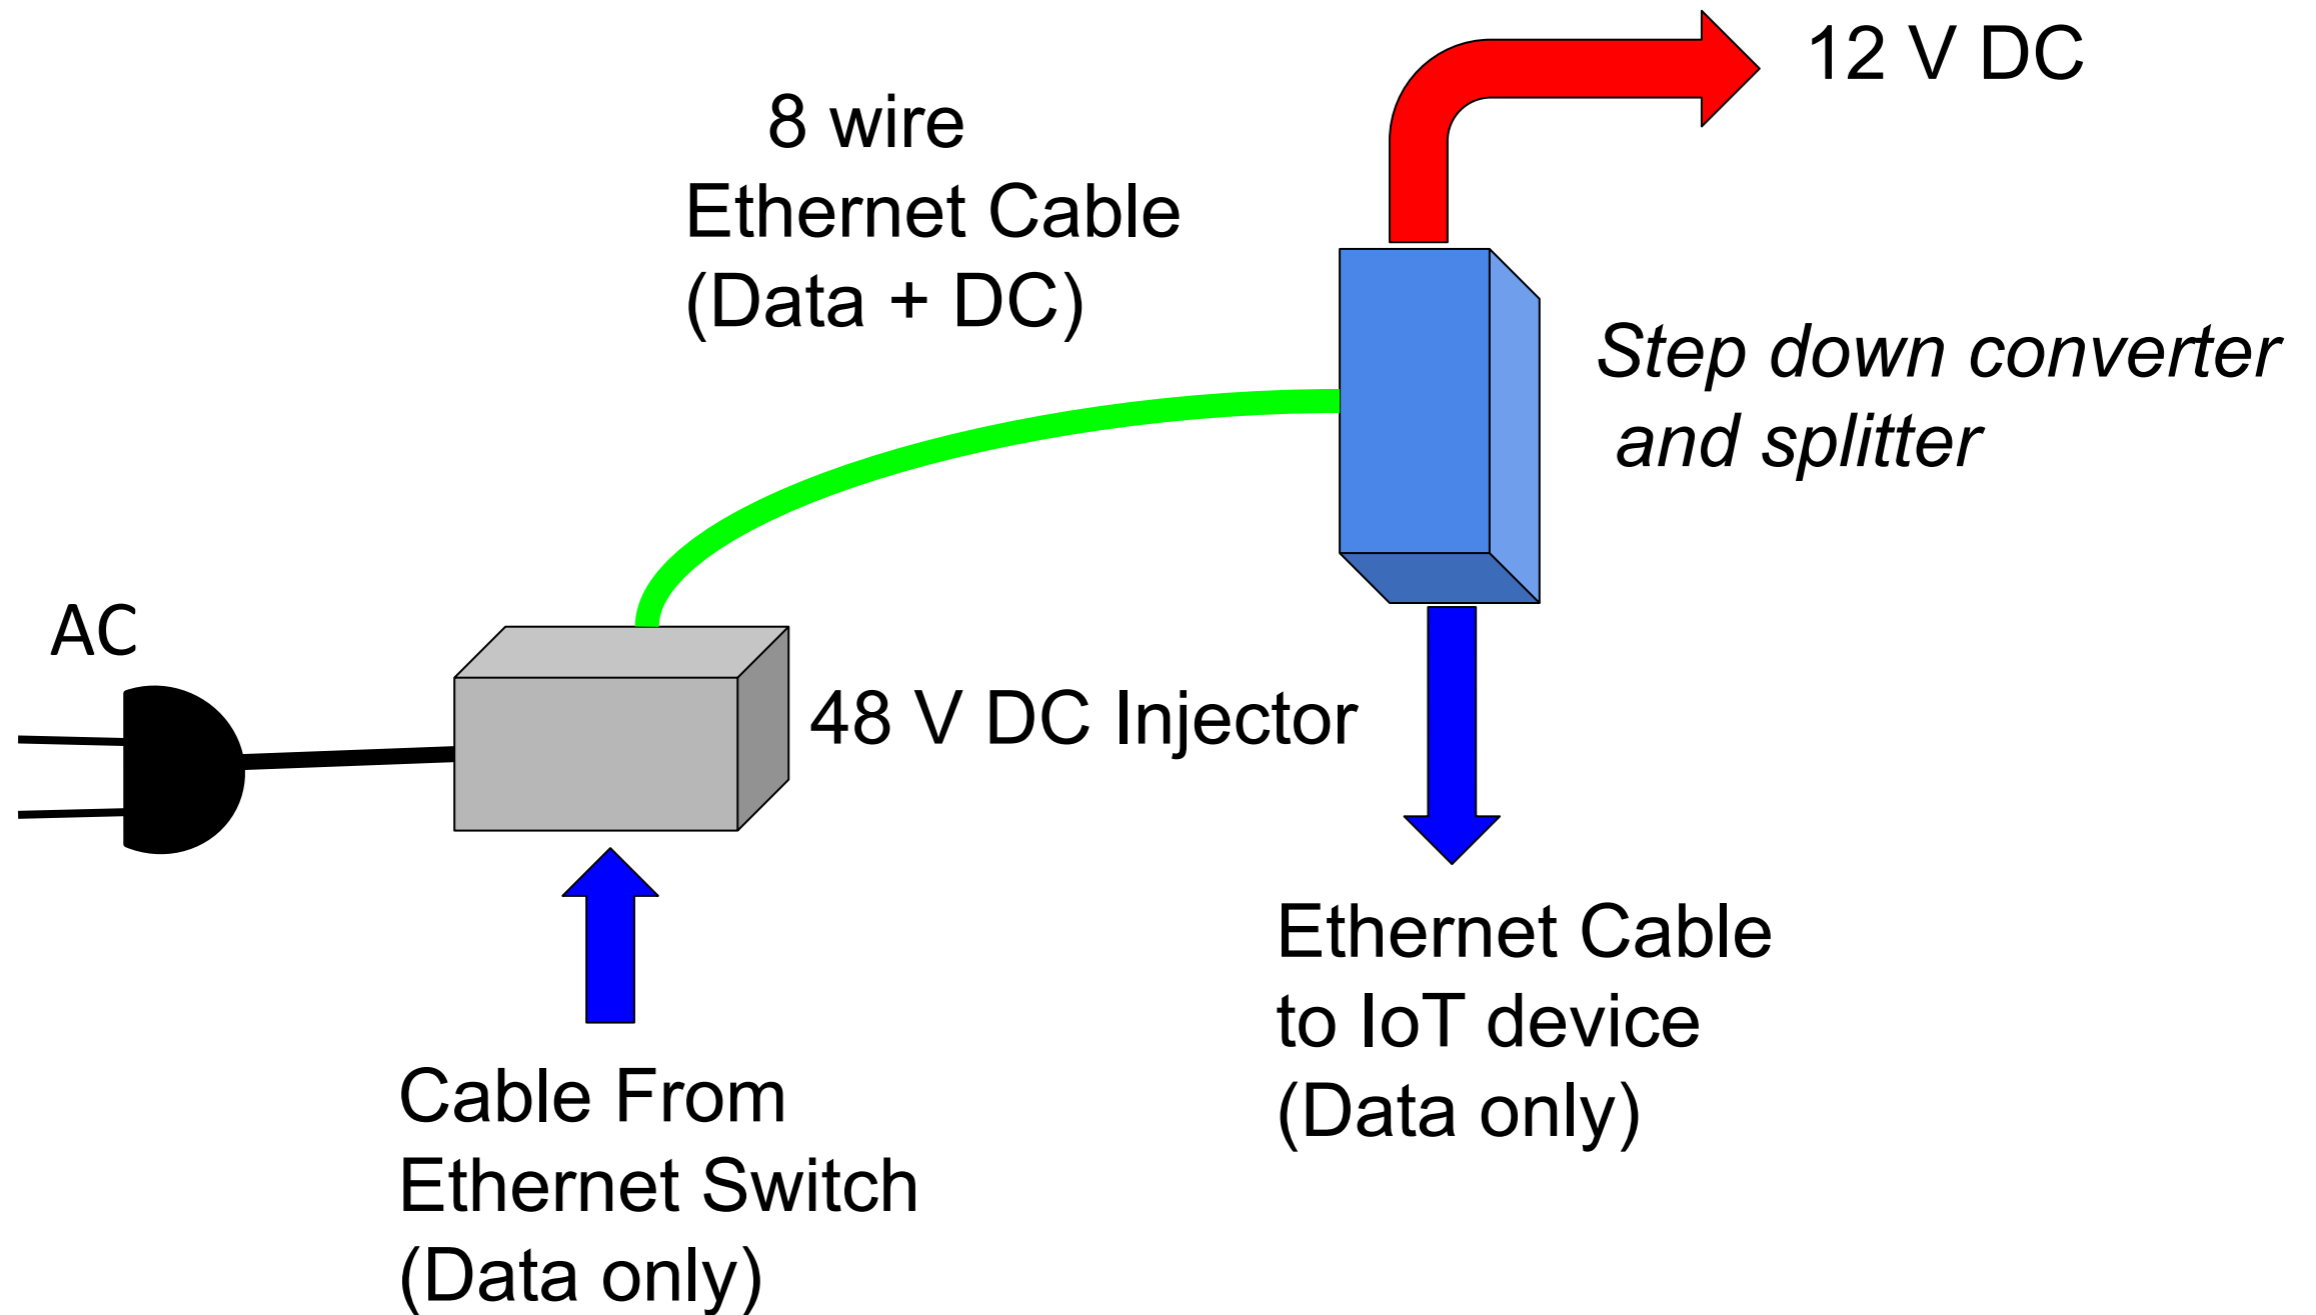 12 V DC
8 wire
Ethernet Cable
(Data + DC)
Step down converter
and splitter
AC
48 V DC Injector
Ethernet Cable
to IoT device
(Data only)
Cable From
Ethernet Switch
(Data only)